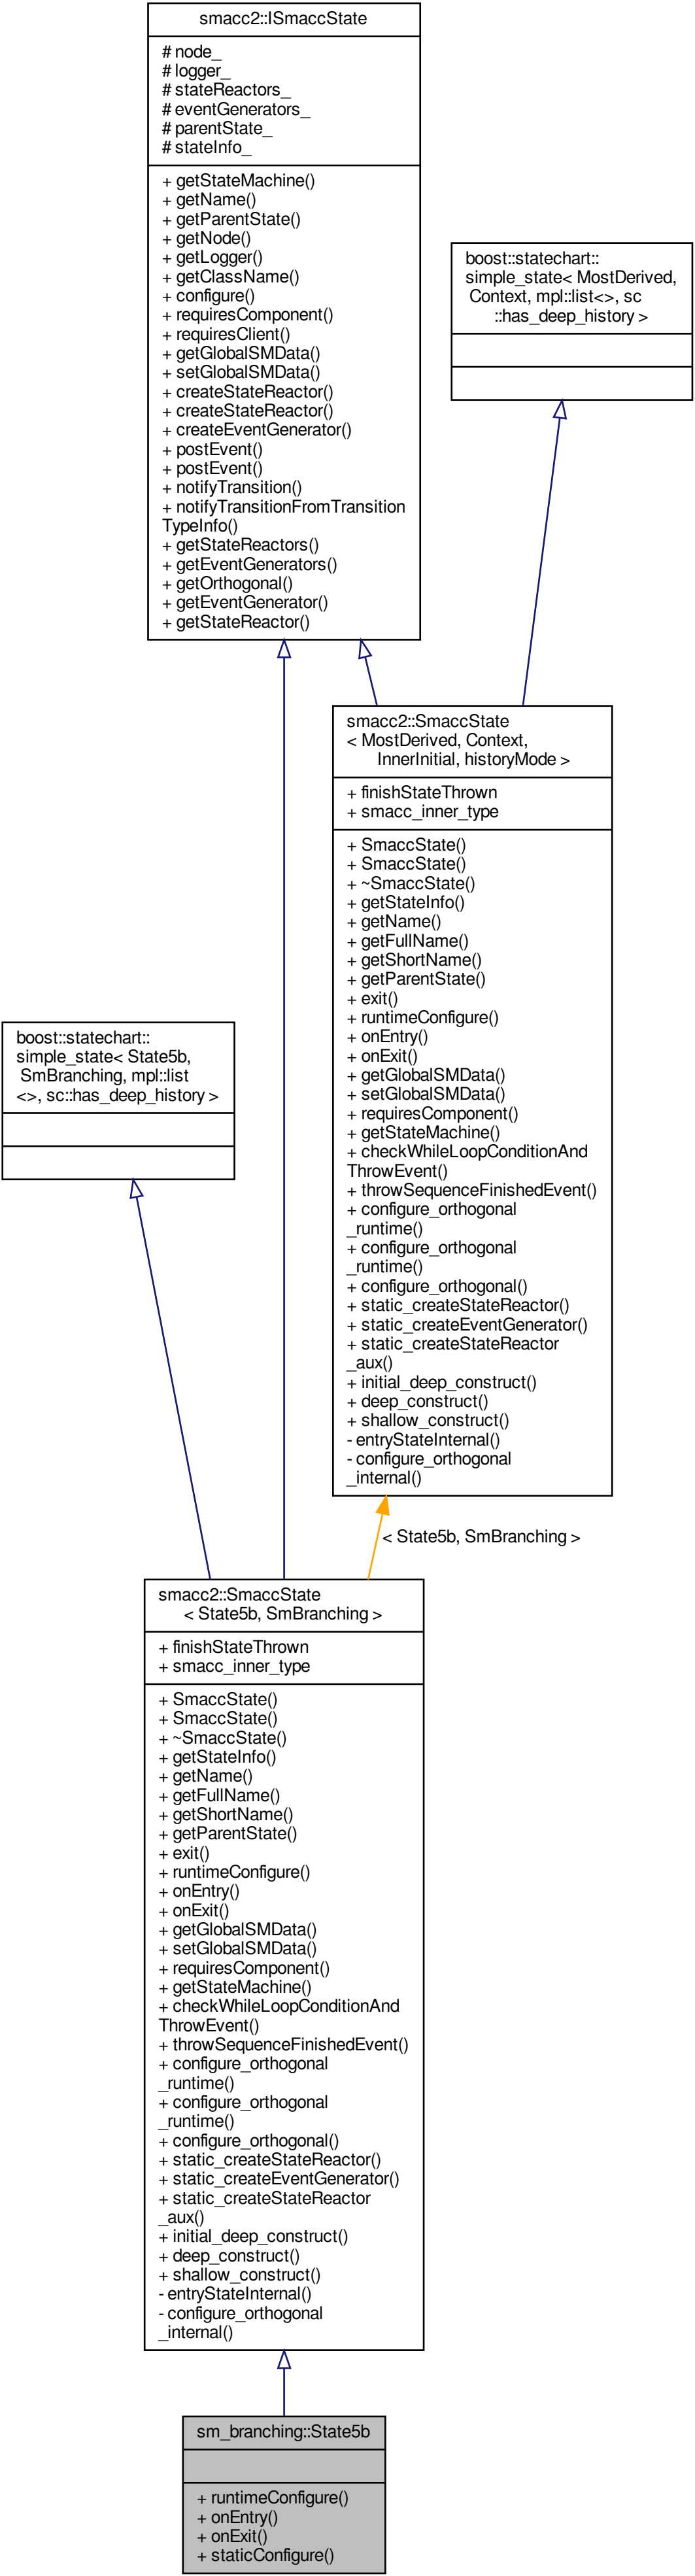 smacc2::ISmaccState
# node_
# logger_
# stateReactors_
# eventGenerators_
# parentState_
# stateInfo_
+ getStateMachine()
+ getName()
+ getParentState()
+ getNode()
+ getLogger()
+ getClassName()
+ configure()
+ requiresComponent()
+ requiresClient()
+ getGlobalSMData()
+ setGlobalSMData()
+ createStateReactor()
+ createStateReactor()
+ createEventGenerator()
+ postEvent()
+ postEvent()
+ notifyTransition()
+ notifyTransitionFromTransition
TypeInfo()
+ getStateReactors()
+ getEventGenerators()
+ getOrthogonal()
+ getEventGenerator()
+ getStateReactor()
boost::statechart::
simple_state< MostDerived,
Context, mpl::list<>, sc
::has_deep_history >
smacc2::SmaccState
< MostDerived, Context,
InnerInitial, historyMode >
+ finishStateThrown
+ smacc_inner_type
+ SmaccState()
+ SmaccState()
+ ~SmaccState()
+ getStateInfo()
+ getName()
+ getFullName()
+ getShortName()
+ getParentState()
+ exit()
+ runtimeConfigure()
+ onEntry()
+ onExit()
+ getGlobalSMData()
+ setGlobalSMData()
+ requiresComponent()
+ getStateMachine()
+ checkWhileLoopConditionAnd
ThrowEvent()
+ throwSequenceFinishedEvent()
+ configure_orthogonal
_runtime()
+ configure_orthogonal
_runtime()
+ configure_orthogonal()
+ static_createStateReactor()
+ static_createEventGenerator()
+ static_createStateReactor
_aux()
+ initial_deep_construct()
+ deep_construct()
+ shallow_construct()
- entryStateInternal()
- configure_orthogonal
_internal()
boost::statechart::
simple_state< State5b,
SmBranching, mpl::list
<>, sc::has_deep_history >
< State5b, SmBranching >
smacc2::SmaccState
< State5b, SmBranching >
+ finishStateThrown
+ smacc_inner_type
+ SmaccState()
+ SmaccState()
+ ~SmaccState()
+ getStateInfo()
+ getName()
+ getFullName()
+ getShortName()
+ getParentState()
+ exit()
+ runtimeConfigure()
+ onEntry()
+ onExit()
+ getGlobalSMData()
+ setGlobalSMData()
+ requiresComponent()
+ getStateMachine()
+ checkWhileLoopConditionAnd
ThrowEvent()
+ throwSequenceFinishedEvent()
+ configure_orthogonal
_runtime()
+ configure_orthogonal
_runtime()
+ configure_orthogonal()
+ static_createStateReactor()
+ static_createEventGenerator()
+ static_createStateReactor
_aux()
+ initial_deep_construct()
+ deep_construct()
+ shallow_construct()
- entryStateInternal()
- configure_orthogonal
_internal()
sm_branching::State5b
+ runtimeConfigure()
+ onEntry()
+ onExit()
+ staticConfigure()